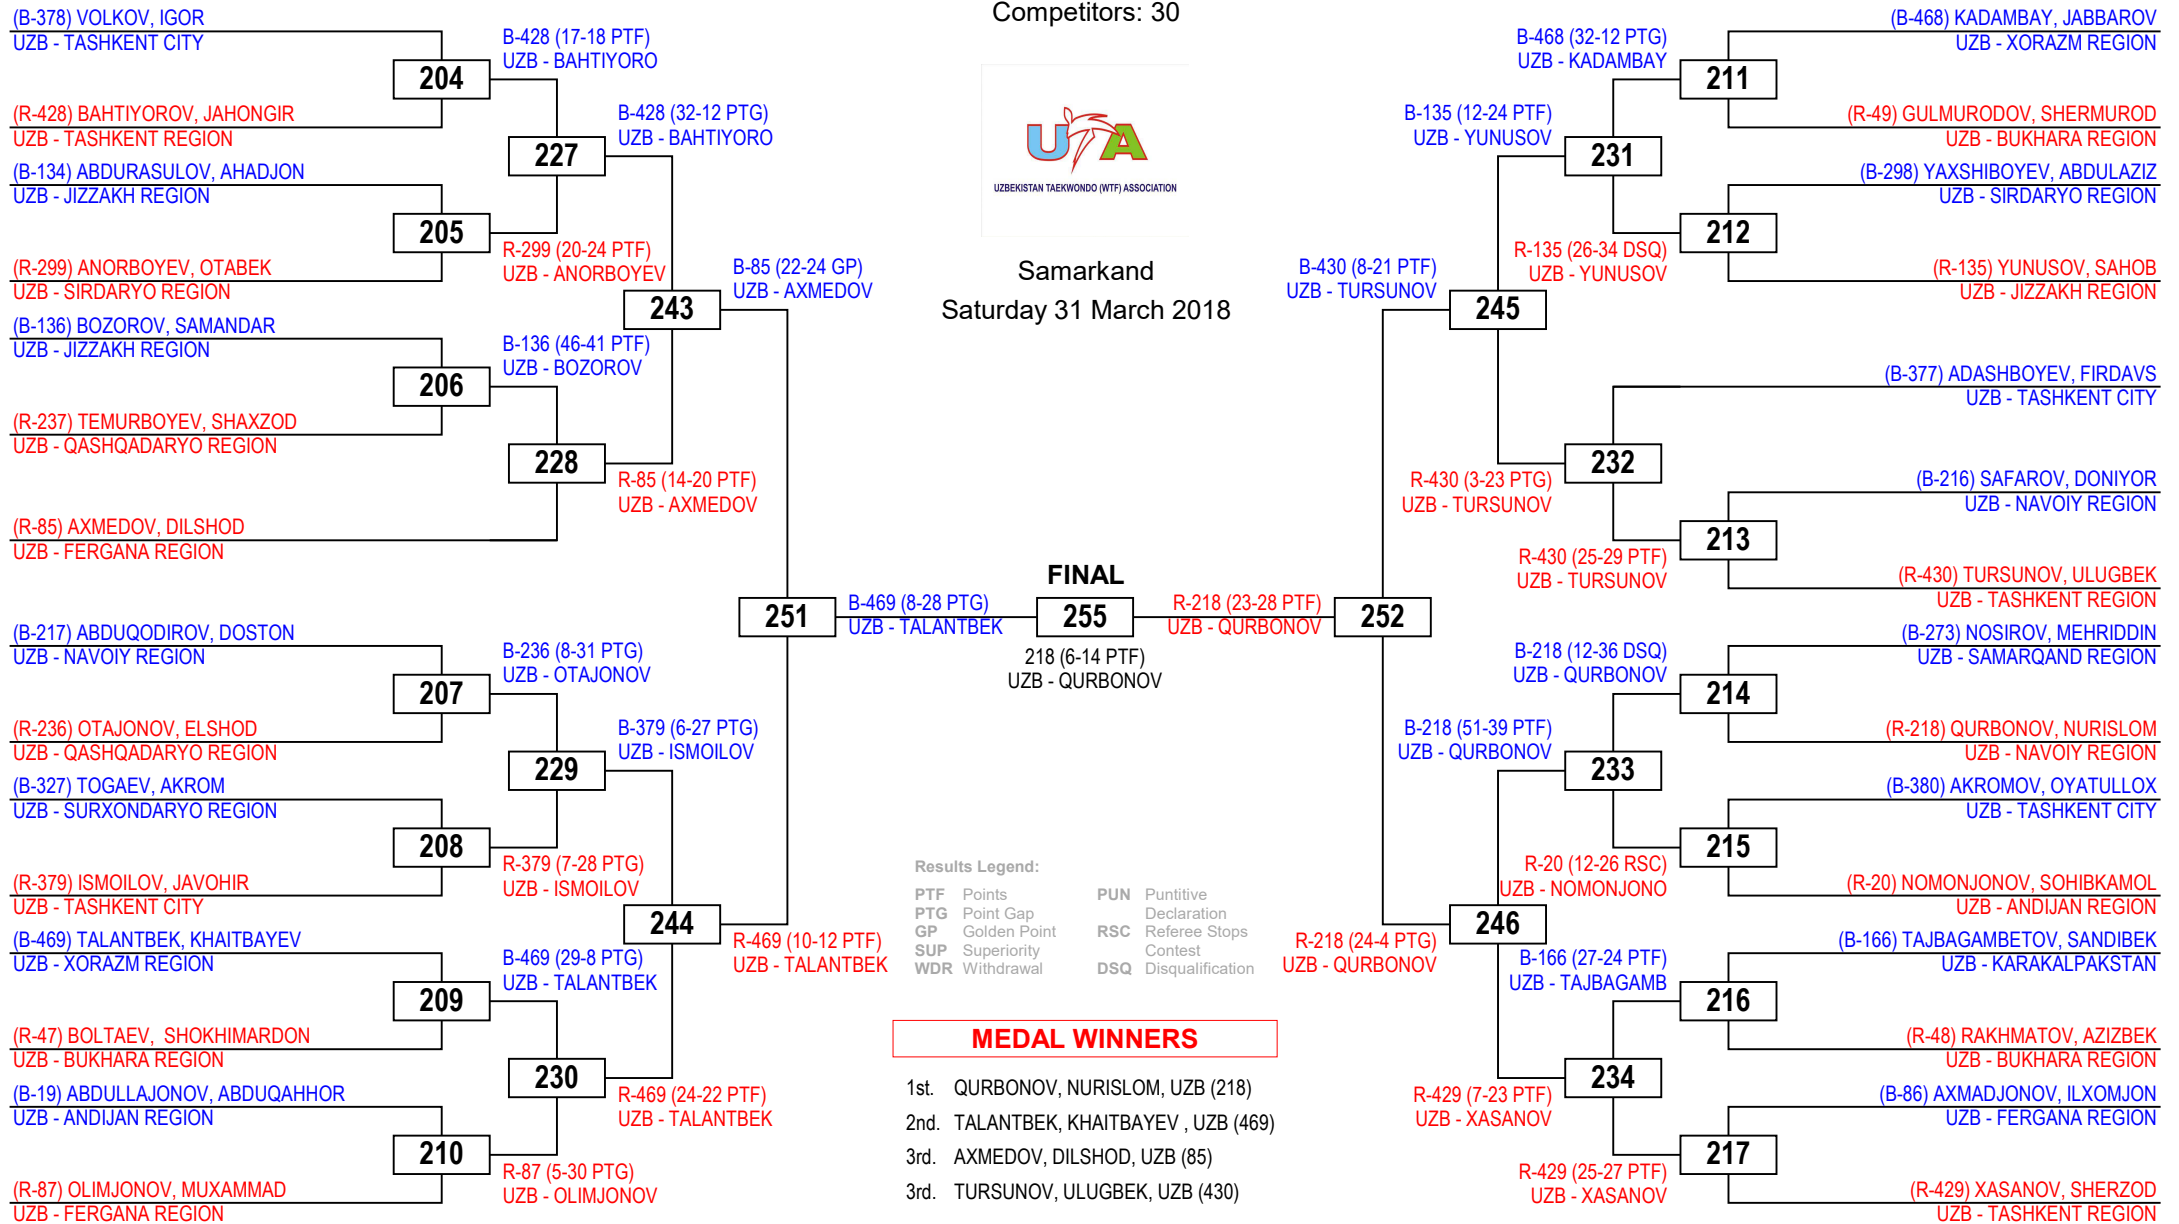 Competitors: 30
UTA
UZBEKISTAN TAEKWONDO (WTF) ASSOCIATION
Samarkand
Saturday 31 March 2018
(B-378) VOLKOV, IGOR
UZB - TASHKENT CITY
204
(R-428) BAHTIYOROV, JAHONGIR
UZB - TASHKENT REGION
(B-134) ABDURASULOV, AHADJON
UZB - JIZZAKH REGION
205
(R-299) ANORBOYEV, OTABEK
UZB - SIRDARYO REGION
(B-136) BOZOROV, SAMANDAR
UZB - JIZZAKH REGION
206
(R-237) TEMURBOYEV, SHAXZOD
UZB - QASHQADARYO REGION
(R-85) AXMEDOV, DILSHOD
UZB - FERGANA REGION
(B-217) ABDUQODIROV, DOSTON
UZB - NAVOIY REGION
207
(R-236) OTAJONOV, ELSHOD
UZB - QASHQADARYO REGION
(B-327) TOGAEV, AKROM
UZB - SURXONDARYO REGION
208
(R-379) ISMOILOV, JAVOHIR
UZB - TASHKENT CITY
(B-469) TALANTBEK, KHAITBAYEV
UZB - XORAZM REGION
209
(R-47) BOLTAEV,  SHOKHIMARDON
UZB - BUKHARA REGION
(B-19) ABDULLAJONOV, ABDUQAHHOR
UZB - ANDIJAN REGION
210
(R-87) OLIMJONOV, MUXAMMAD
UZB - FERGANA REGION
B-428 (17-18 PTF)
UZB - BAHTIYORO
227
R-299 (20-24 PTF)
UZB - ANORBOYEV
B-136 (46-41 PTF)
UZB - BOZOROV
228
B-236 (8-31 PTG)
UZB - OTAJONOV
229
R-379 (7-28 PTG)
UZB - ISMOILOV
B-469 (29-8 PTG)
UZB - TALANTBEK
230
R-87 (5-30 PTG)
UZB - OLIMJONOV
B-428 (32-12 PTG)
UZB - BAHTIYORO
243
R-85 (14-20 PTF)
UZB - AXMEDOV
B-379 (6-27 PTG)
UZB - ISMOILOV
244
R-469 (24-22 PTF)
UZB - TALANTBEK
B-85 (22-24 GP)
UZB - AXMEDOV
251
R-469 (10-12 PTF)
UZB - TALANTBEK
B-469 (8-28 PTG)
UZB - TALANTBEK
FINAL
255
218 (6-14 PTF)
UZB - QURBONOV
R-218 (23-28 PTF)
UZB - QURBONOV
252
B-430 (8-21 PTF)
UZB - TURSUNOV
R-218 (24-4 PTG)
UZB - QURBONOV
B-135 (12-24 PTF)
UZB - YUNUSOV
245
R-430 (3-23 PTG)
UZB - TURSUNOV
B-218 (51-39 PTF)
UZB - QURBONOV
246
R-429 (7-23 PTF)
UZB - XASANOV
B-468 (32-12 PTG)
UZB - KADAMBAY
231
R-135 (26-34 DSQ)
UZB - YUNUSOV
232
R-430 (25-29 PTF)
UZB - TURSUNOV
B-218 (12-36 DSQ)
UZB - QURBONOV
233
R-20 (12-26 RSC)
UZB - NOMONJONO
B-166 (27-24 PTF)
UZB - TAJBAGAMB
234
R-429 (25-27 PTF)
UZB - XASANOV
(B-468) KADAMBAY, JABBAROV
UZB - XORAZM REGION
211
(R-49) GULMURODOV, SHERMUROD
UZB - BUKHARA REGION
(B-298) YAXSHIBOYEV, ABDULAZIZ
UZB - SIRDARYO REGION
212
(R-135) YUNUSOV, SAHOB
UZB - JIZZAKH REGION
(B-377) ADASHBOYEV, FIRDAVS
UZB - TASHKENT CITY
(B-216) SAFAROV, DONIYOR
UZB - NAVOIY REGION
213
(R-430) TURSUNOV, ULUGBEK
UZB - TASHKENT REGION
(B-273) NOSIROV, MEHRIDDIN
UZB - SAMARQAND REGION
214
(R-218) QURBONOV, NURISLOM
UZB - NAVOIY REGION
(B-380) AKROMOV, OYATULLOX
UZB - TASHKENT CITY
215
(R-20) NOMONJONOV, SOHIBKAMOL
UZB - ANDIJAN REGION
(B-166) TAJBAGAMBETOV, SANDIBEK
UZB - KARAKALPAKSTAN
216
(R-48) RAKHMATOV, AZIZBEK
UZB - BUKHARA REGION
(B-86) AXMADJONOV, ILXOMJON
UZB - FERGANA REGION
217
(R-429) XASANOV, SHERZOD
UZB - TASHKENT REGION
Results Legend:
PTF Points
PTG Point Gap
GP Golden Point
SUP Superiority
WDR Withdrawal
PUN Puntitive
Declaration
RSC Referee Stops
Contest
DSQ Disqualification
MEDAL WINNERS
1st. QURBONOV, NURISLOM, UZB (218)
2nd. TALANTBEK, KHAITBAYEV , UZB (469)
3rd. AXMEDOV, DILSHOD, UZB (85)
3rd. TURSUNOV, ULUGBEK, UZB (430)